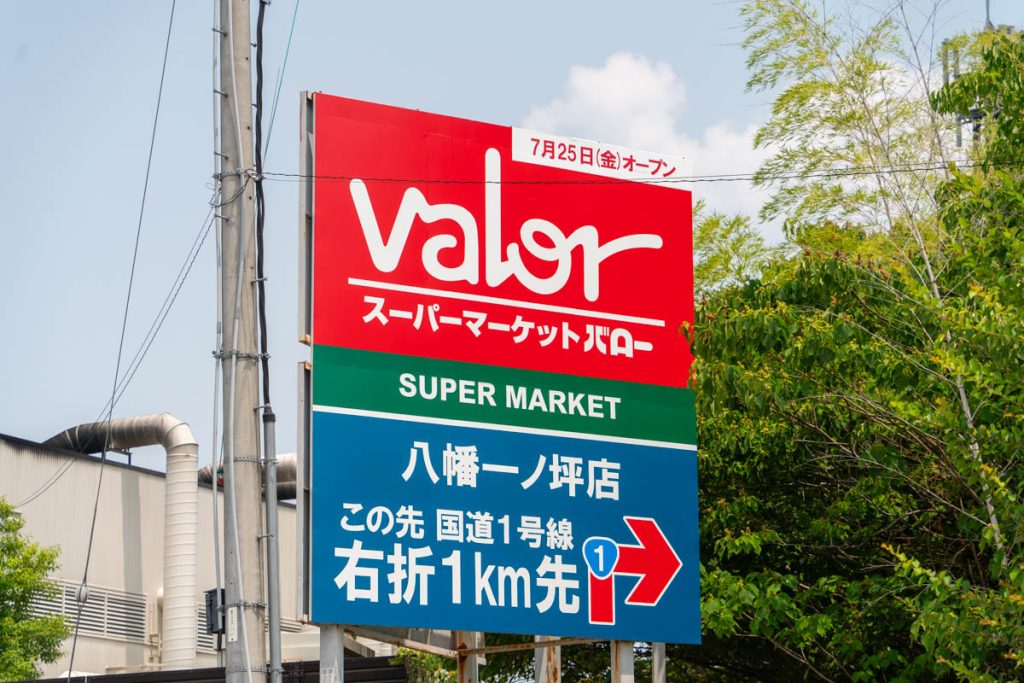 7月25日(金)オープン
valor
スーパーマーケットバロー
SUPER MARKET
八幡一ノ坪店
この先 国道1号線
右折1km先
1